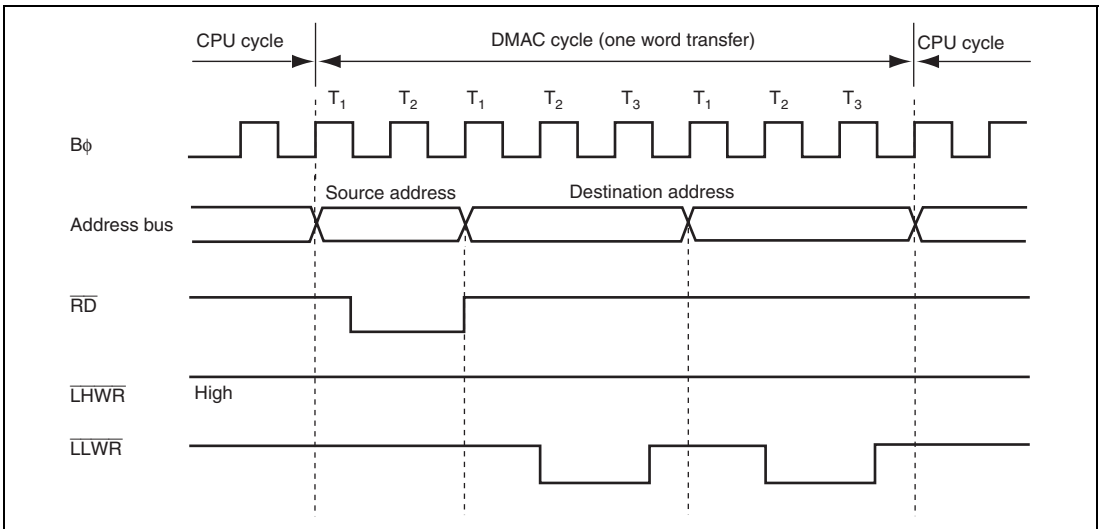 CPU cycle DMAC cycle (one word transfer) CPU cycle
T1 T2 T1 T2 T3 T1 T2 T3
Bϕ
Source address Destination address
Address bus
RD
LHWR High
LLWR